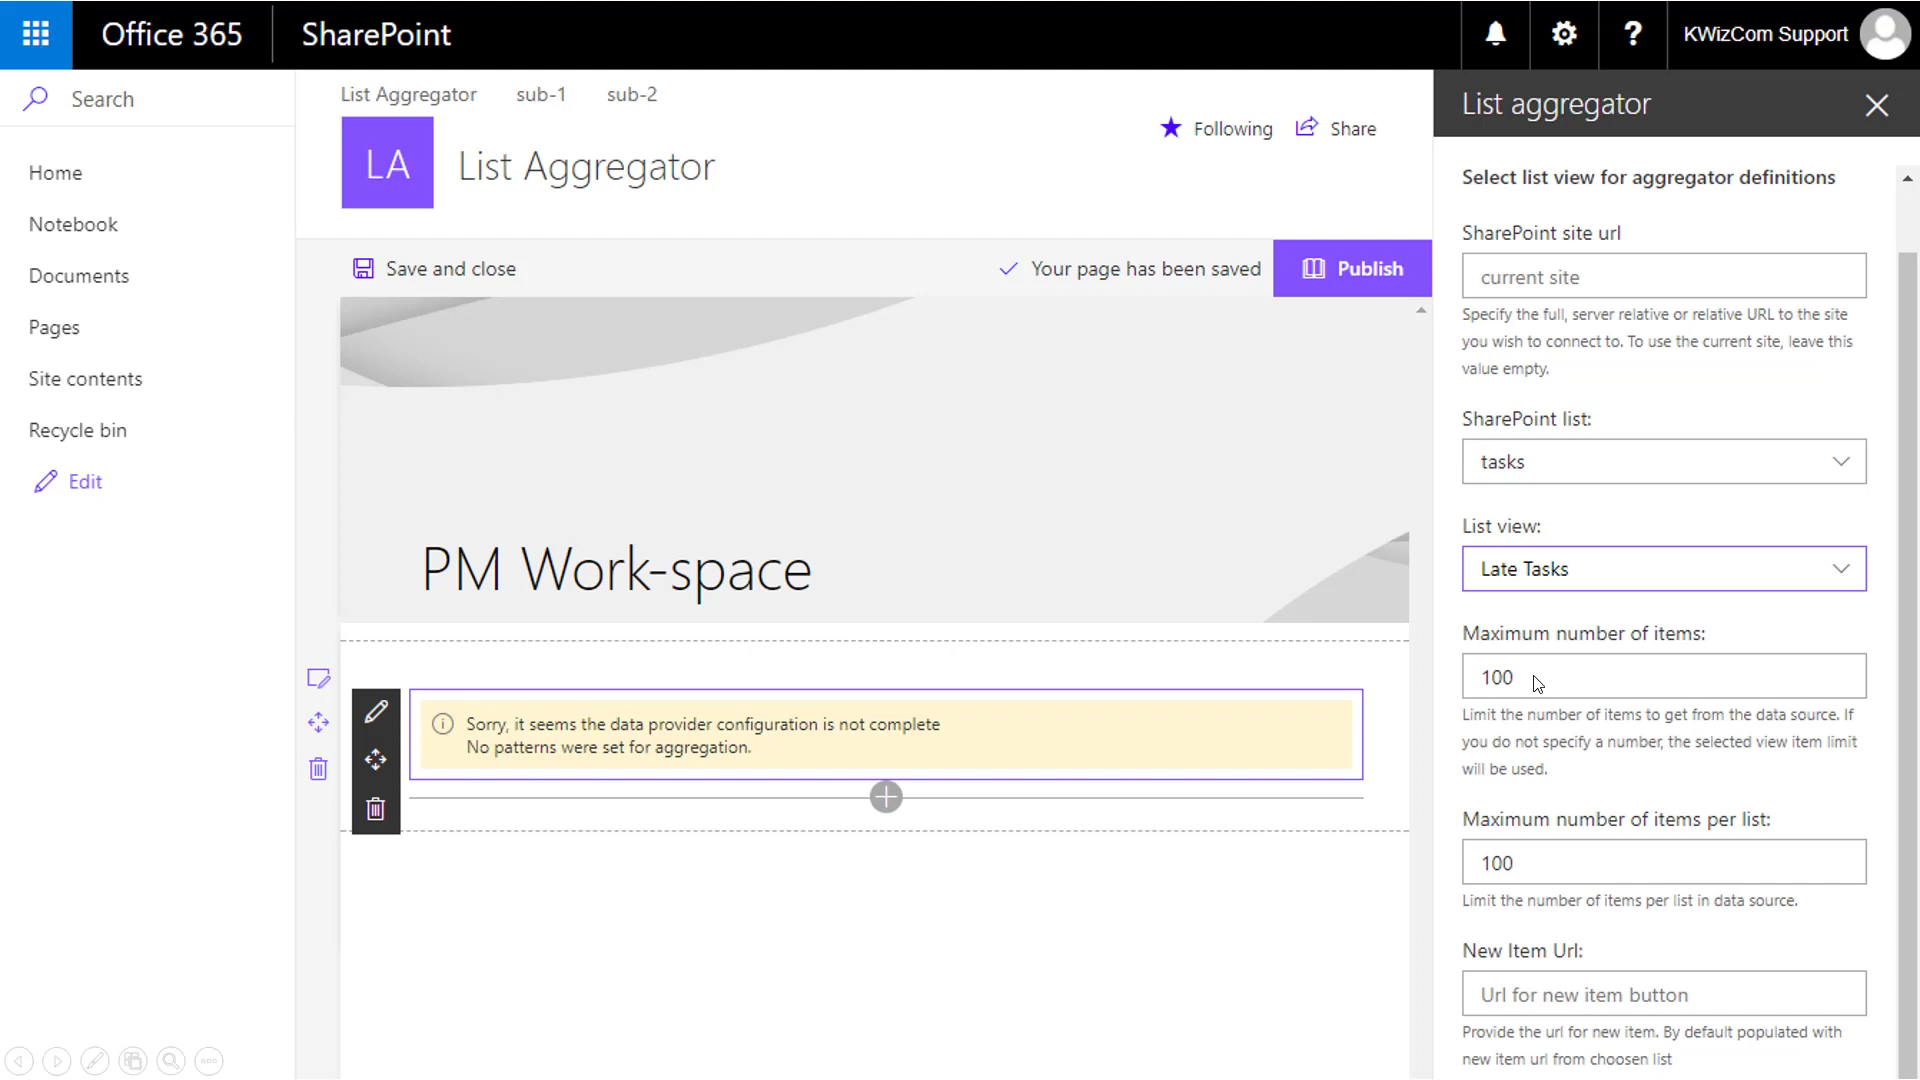 Office 365
SharePoint
KWizCom Support
Search
Home
Notebook
Documents
Pages
Site contents
Recycle bin
Edit
List Aggregator sub-1 sub-2
LA
List Aggregator
Following
Share
Save and close
Your page has been saved
Publish
PM Work-space
Sorry, it seems the data provider configuration is not complete
No patterns were set for aggregation.
List aggregator
Select list view for aggregator definitions
SharePoint site url
current site
Specify the full, server relative or relative URL to the site
you wish to connect to. To use the current site, leave this
value empty.
SharePoint list:
tasks
List view:
Late Tasks
Maximum number of items:
100
Limit the number of items to get from the data source. If
you do not specify a number, the selected view item limit
will be used.
Maximum number of items per list:
100
Limit the number of items per list in data source.
New Item Url:
Url for new item button
Provide the url for new item. By default populated with
new item url from choosen list